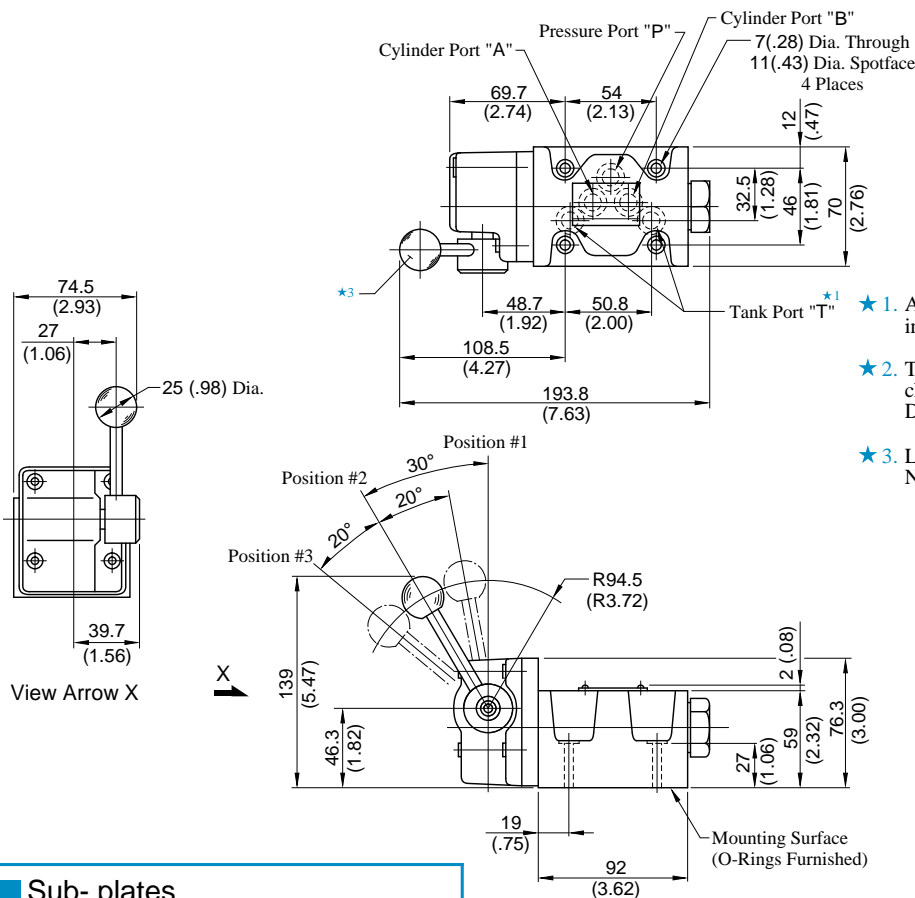 Cylinder Port "B"
Pressure Port "P"
7(.28) Dia. Through
Cylinder Port "A"
11(.43) Dia. Spotface
4 Places
69.7
(2.74)
54
(2.13)
12
(.47)
32.5
(1.28)
46
(1.81)
70
(2.76)
★3
48.7
(1.92)
50.8
(2.00)
Tank Port "T"★1
108.5
(4.27)
193.8
(7.63)
★ 1. A
in
★ 2. T
cl
D
★ 3. L
N
74.5
(2.93)
27
(1.06)
25 (.98) Dia.
39.7
(1.56)
View Arrow X
X
Position #1
30°
Position #2
20°
20°
Position #3
R94.5
(R3.72)
139
(5.47)
46.3
(1.82)
2 (.08)
27
(1.06)
59
(2.32)
76.3
(3.00)
19
(.75)
Mounting Surface
(O-Rings Furnished)
92
(3.62)
Sub- plates